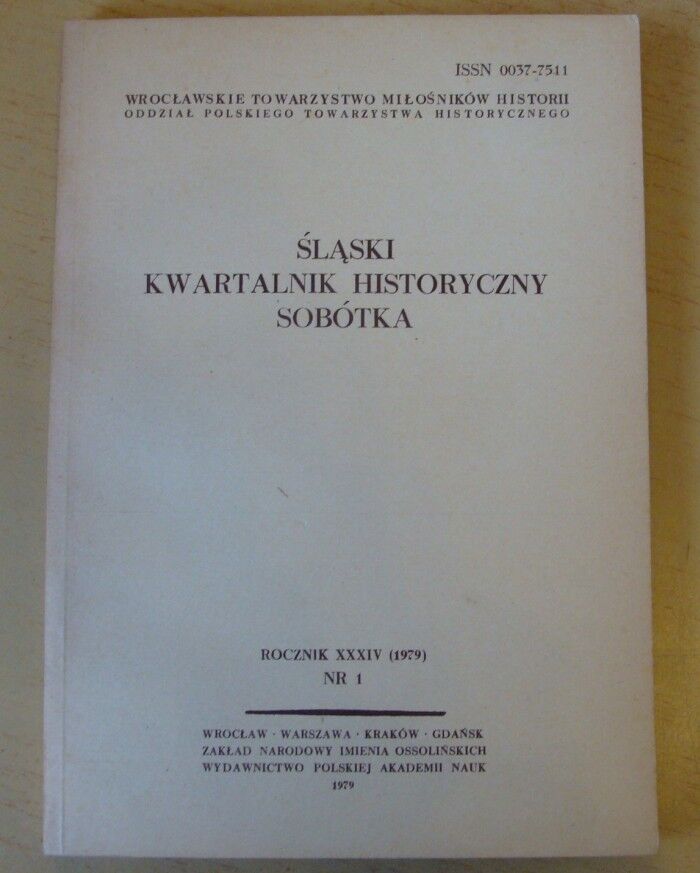 ISSN 0037-7511
WROCŁAWSKIE TOWARZYSTWO MIŁOŚNIKÓW HISTORII
ODDZIAŁ POLSKIEGO TOWARZYSTWA HISTORYCZNEGO
ŚLĄSKI
KWARTALNIK HISTORYCZNY
SOBÓTKA
ROCZNIK XXXIV (1979)
NR 1
WROCŁAW · WARSZAWA · KRAKÓW · GDAŃSK
ZAKŁAD NARODOWY IMIENIA OSSOLIŃSKICH
WYDAWNICTWO POLSKIEJ AKADEMII NAUK
1979